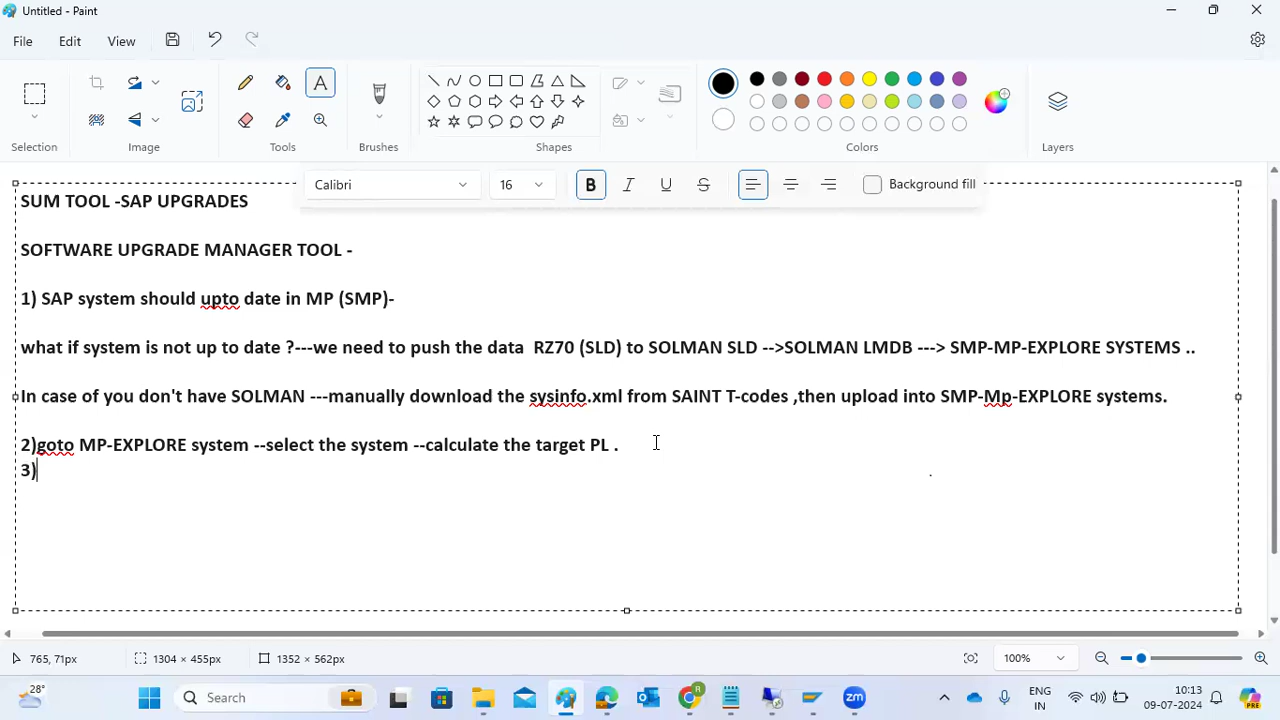 Untitled - Paint
File Edit View
Selection Image Tools Brushes Shapes Colors Layers
Calibri 16 B I U S Background fill
SUM TOOL -SAP UPGRADES
SOFTWARE UPGRADE MANAGER TOOL -
1) SAP system should upto date in MP (SMP)-
what if system is not up to date ?---we need to push the data  RZ70 (SLD) to SOLMAN SLD -->SOLMAN LMDB ---> SMP-MP-EXPLORE SYSTEMS ..
In case of you don't have SOLMAN ---manually download the sysinfo.xml from SAINT T-codes ,then upload into SMP-Mp-EXPLORE systems.
2)goto MP-EXPLORE system --select the system --calculate the target PL .
3)
765, 71px 1304 × 455px 1352 × 562px 100%
28° Search R zm ENG 10:13 PRE
IN 09-07-2024